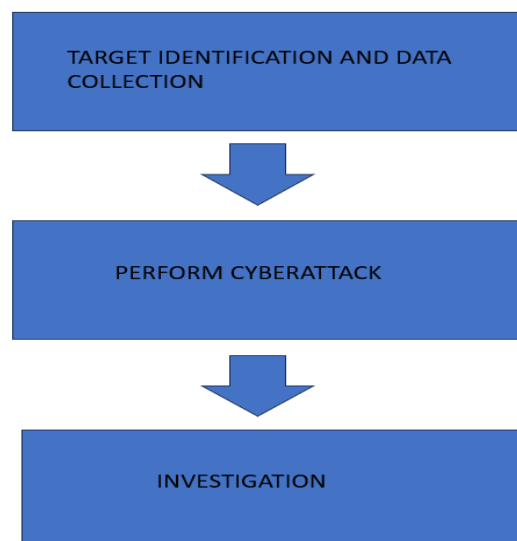 TARGET IDENTIFICATION AND DATA
COLLECTION
PERFORM CYBERATTACK
INVESTIGATION